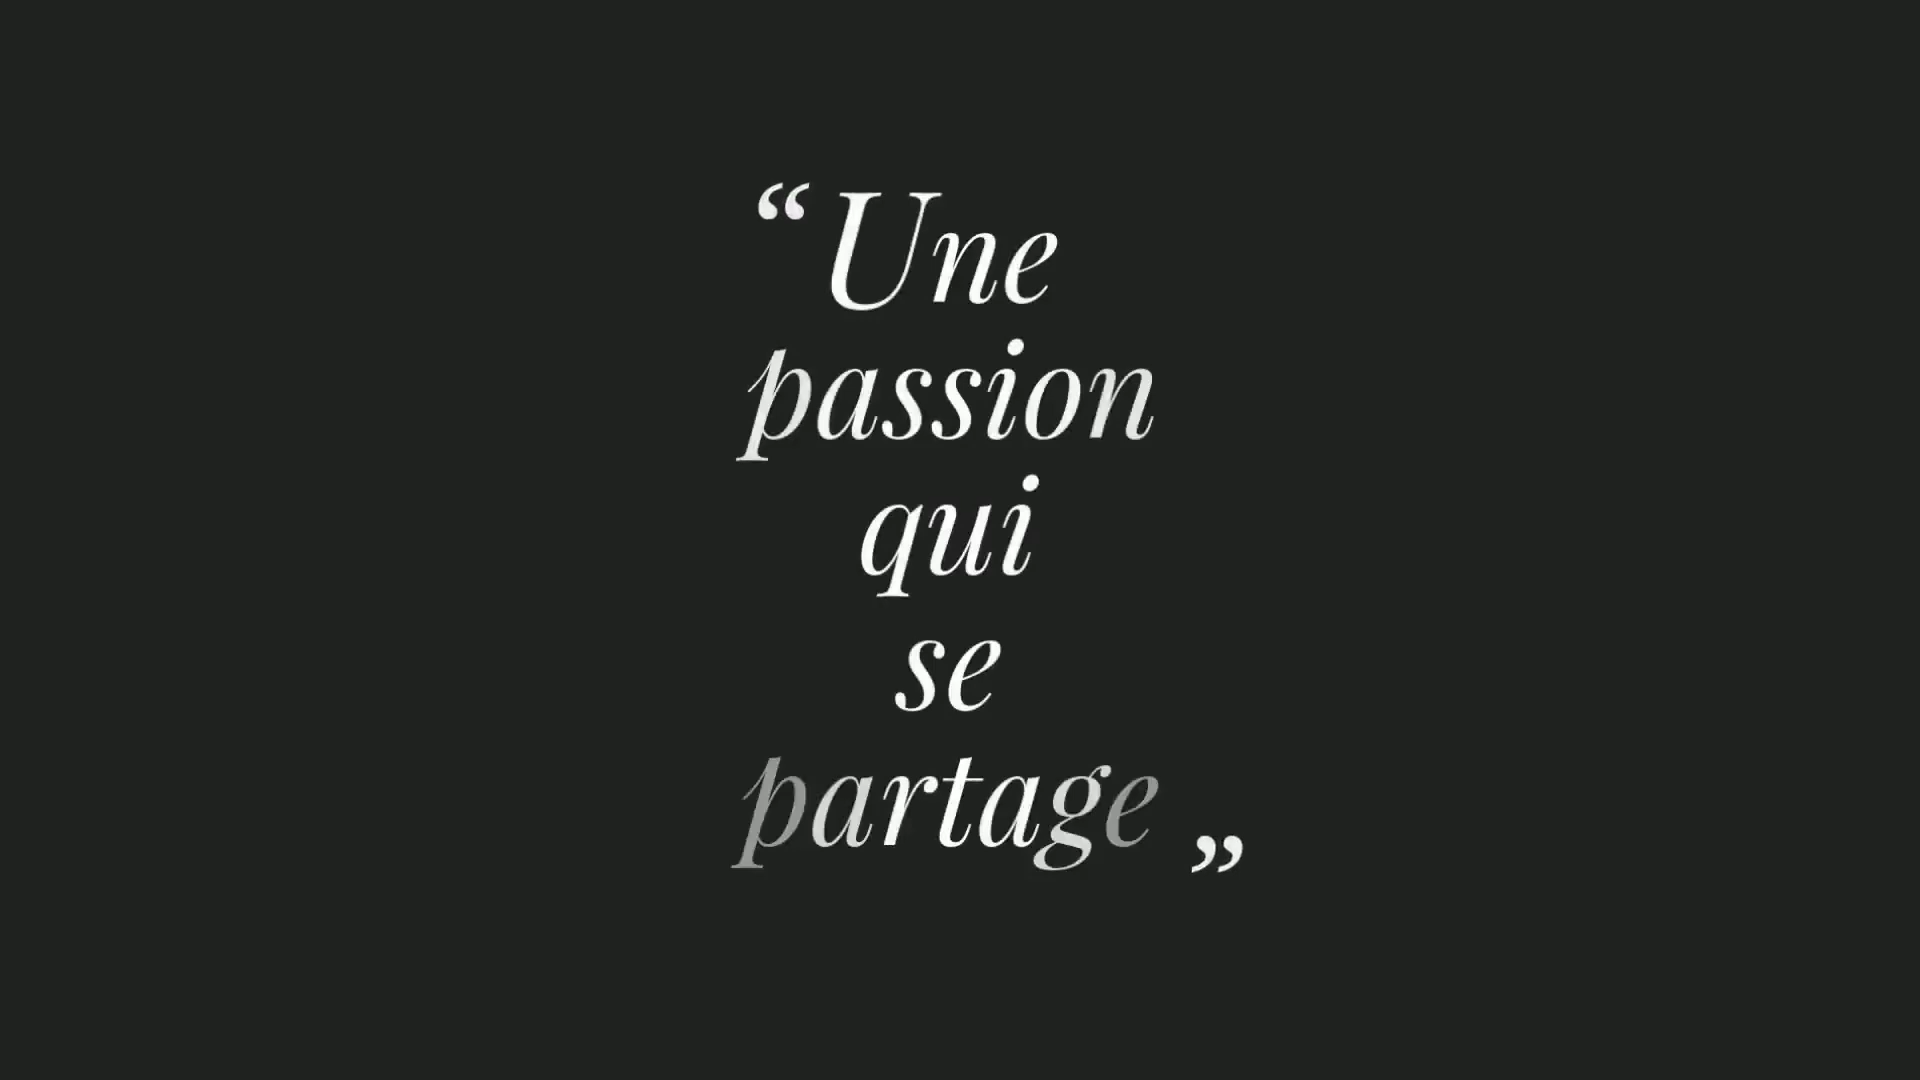 “Une
passion
qui
se
partage”